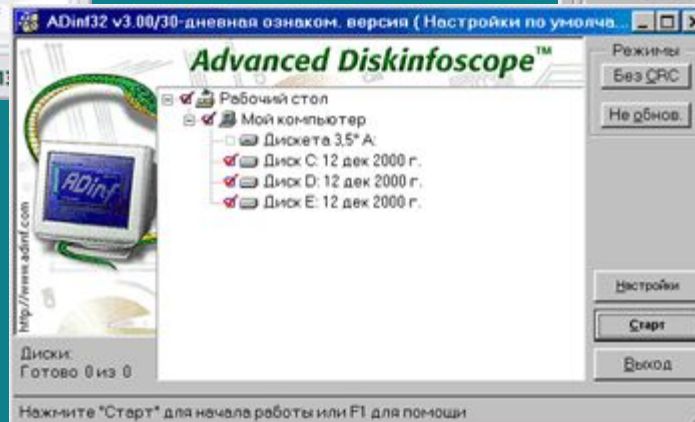 ADinf32 v3.00/30-дневная ознаком. версия ( Настройки по умолча...
Advanced Diskinfoscope™
Рабочий стол
Мой компьютер
Дискета 3,5" A:
Диск C: 12 дек 2000 г.
Диск D: 12 дек 2000 г.
Диск E: 12 дек 2000 г.
ADinf
http://www.adinf.com
Режимы
Без CRC
Не обнов.
Настройки
Старт
Выход
Диски:
Готово 0 из 0
Нажмите "Старт" для начала работы или F1 для помощи